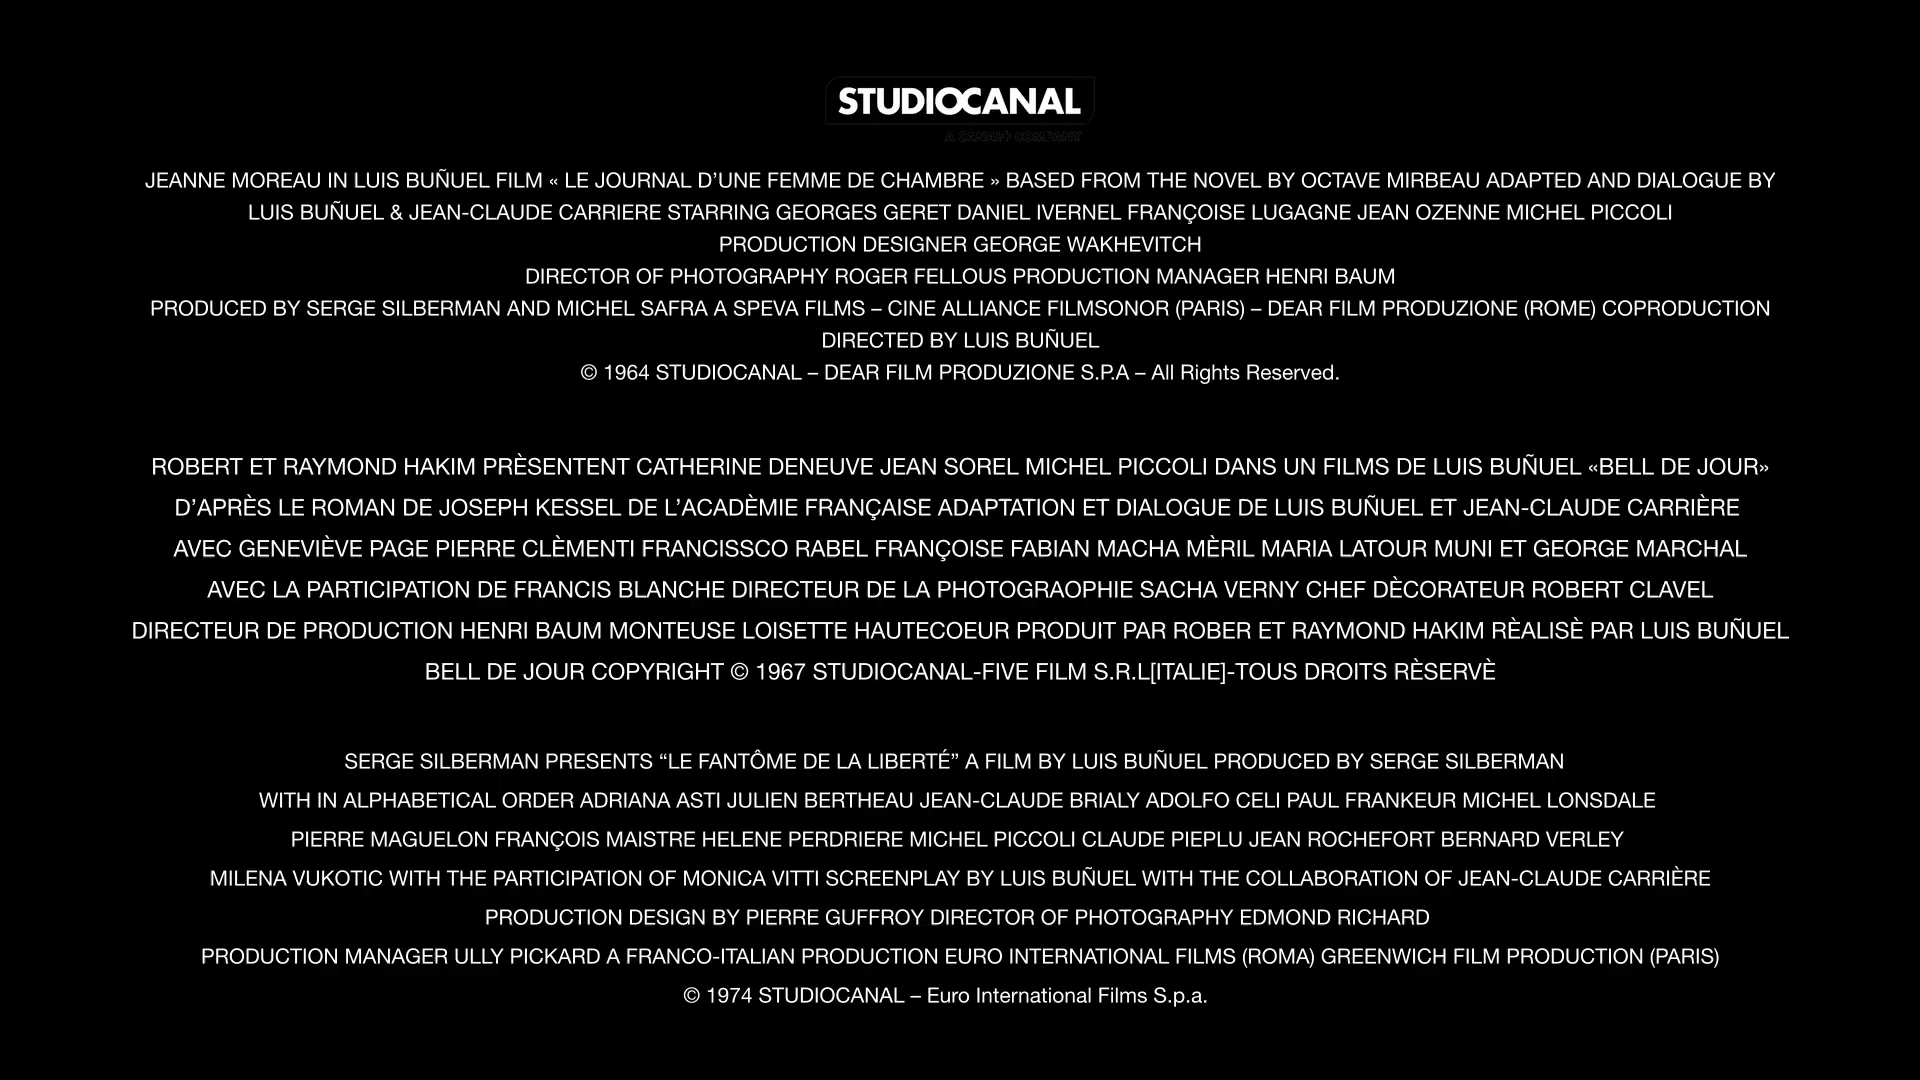 STUDIOCANAL
A CANAL+ COMPANY
JEANNE MOREAU IN LUIS BUÑUEL FILM « LE JOURNAL D’UNE FEMME DE CHAMBRE » BASED FROM THE NOVEL BY OCTAVE MIRBEAU ADAPTED AND DIALOGUE BY
LUIS BUÑUEL & JEAN-CLAUDE CARRIERE STARRING GEORGES GERET DANIEL IVERNEL FRANÇOISE LUGAGNE JEAN OZENNE MICHEL PICCOLI
PRODUCTION DESIGNER GEORGE WAKHEVITCH
DIRECTOR OF PHOTOGRAPHY ROGER FELLOUS PRODUCTION MANAGER HENRI BAUM
PRODUCED BY SERGE SILBERMAN AND MICHEL SAFRA A SPEVA FILMS – CINE ALLIANCE FILMSONOR (PARIS) – DEAR FILM PRODUZIONE (ROME) COPRODUCTION
DIRECTED BY LUIS BUÑUEL
© 1964 STUDIOCANAL – DEAR FILM PRODUZIONE S.P.A – All Rights Reserved.
ROBERT ET RAYMOND HAKIM PRÈSENTENT CATHERINE DENEUVE JEAN SOREL MICHEL PICCOLI DANS UN FILMS DE LUIS BUÑUEL «BELL DE JOUR»
D’APRÈS LE ROMAN DE JOSEPH KESSEL DE L’ACADÈMIE FRANÇAISE ADAPTATION ET DIALOGUE DE LUIS BUÑUEL ET JEAN-CLAUDE CARRIÈRE
AVEC GENEVIÈVE PAGE PIERRE CLÈMENTI FRANCISSCO RABEL FRANÇOISE FABIAN MACHA MÈRIL MARIA LATOUR MUNI ET GEORGE MARCHAL
AVEC LA PARTICIPATION DE FRANCIS BLANCHE DIRECTEUR DE LA PHOTOGRAOPHIE SACHA VERNY CHEF DÈCORATEUR ROBERT CLAVEL
DIRECTEUR DE PRODUCTION HENRI BAUM MONTEUSE LOISETTE HAUTECOEUR PRODUIT PAR ROBER ET RAYMOND HAKIM RÈALISÈ PAR LUIS BUÑUEL
BELL DE JOUR COPYRIGHT © 1967 STUDIOCANAL-FIVE FILM S.R.L[ITALIE]-TOUS DROITS RÈSERVÈ
SERGE SILBERMAN PRESENTS “LE FANTÔME DE LA LIBERTÉ” A FILM BY LUIS BUÑUEL PRODUCED BY SERGE SILBERMAN
WITH IN ALPHABETICAL ORDER ADRIANA ASTI JULIEN BERTHEAU JEAN-CLAUDE BRIALY ADOLFO CELI PAUL FRANKEUR MICHEL LONSDALE
PIERRE MAGUELON FRANÇOIS MAISTRE HELENE PERDRIERE MICHEL PICCOLI CLAUDE PIEPLU JEAN ROCHEFORT BERNARD VERLEY
MILENA VUKOTIC WITH THE PARTICIPATION OF MONICA VITTI SCREENPLAY BY LUIS BUÑUEL WITH THE COLLABORATION OF JEAN-CLAUDE CARRIÈRE
PRODUCTION DESIGN BY PIERRE GUFFROY DIRECTOR OF PHOTOGRAPHY EDMOND RICHARD
PRODUCTION MANAGER ULLY PICKARD A FRANCO-ITALIAN PRODUCTION EURO INTERNATIONAL FILMS (ROMA) GREENWICH FILM PRODUCTION (PARIS)
© 1974 STUDIOCANAL – Euro International Films S.p.a.